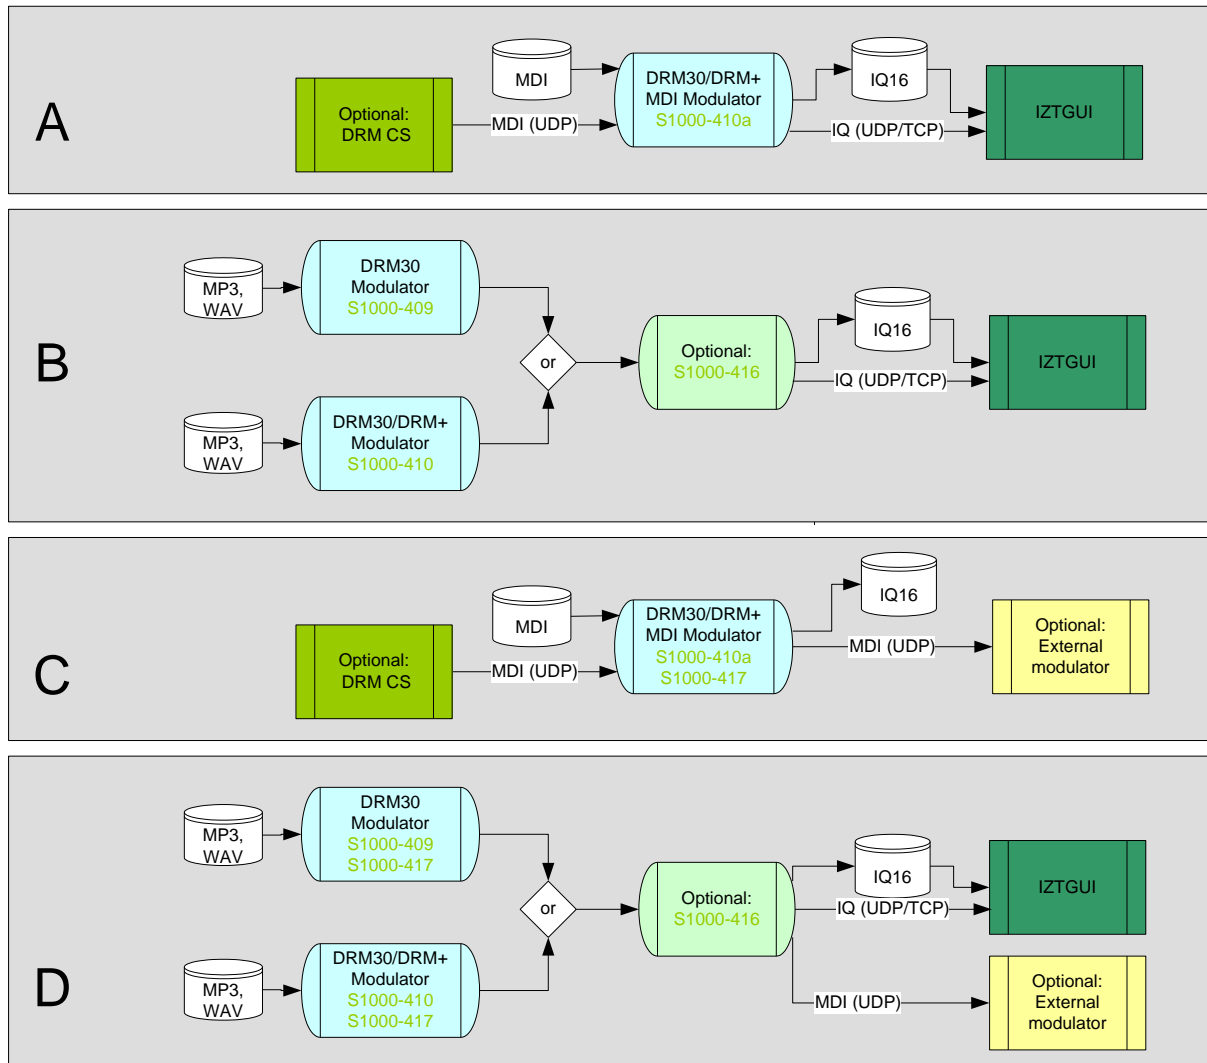 A
Optional:
DRM CS
MDI
MDI (UDP)
DRM30/DRM+
MDI Modulator
S1000-410a
IQ16
IQ (UDP/TCP)
IZTGUI
B
MP3,
WAV
DRM30
Modulator
S1000-409
MP3,
WAV
DRM30/DRM+
Modulator
S1000-410
or
Optional:
S1000-416
IQ16
IQ (UDP/TCP)
IZTGUI
C
Optional:
DRM CS
MDI
MDI (UDP)
DRM30/DRM+
MDI Modulator
S1000-410a
S1000-417
IQ16
MDI (UDP)
Optional:
External
modulator
D
MP3,
WAV
DRM30
Modulator
S1000-409
S1000-417
MP3,
WAV
DRM30/DRM+
Modulator
S1000-410
S1000-417
or
Optional:
S1000-416
IQ16
IQ (UDP/TCP)
IZTGUI
MDI (UDP)
Optional:
External
modulator